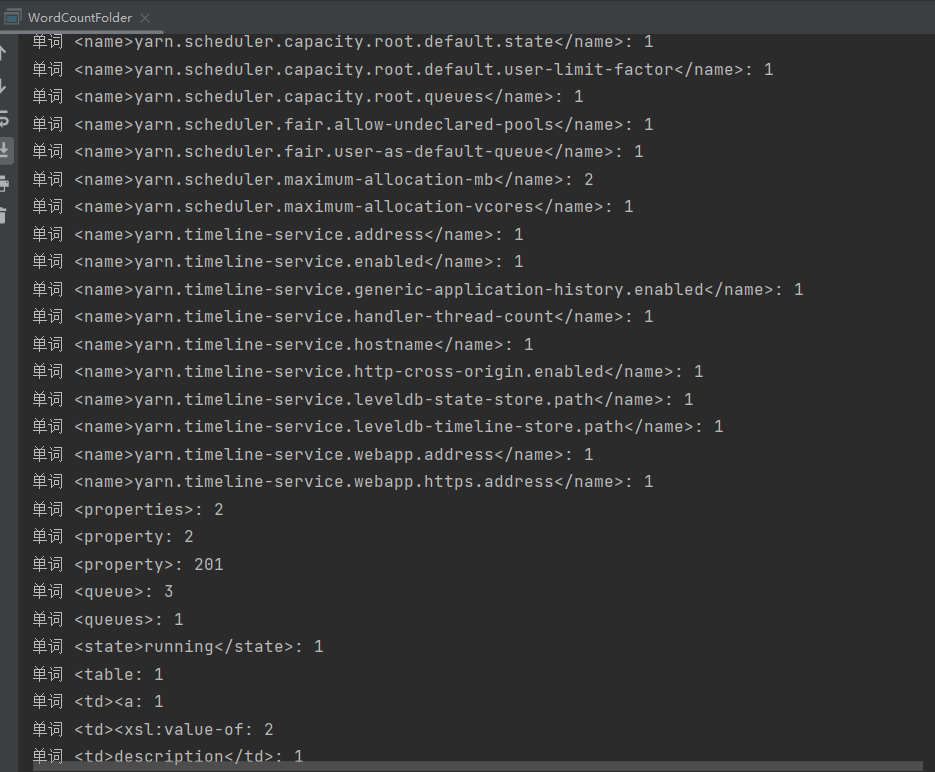 WordCountFolder
单词 <name>yarn.scheduler.capacity.root.default.state</name>: 1
单词 <name>yarn.scheduler.capacity.root.default.user-limit-factor</name>: 1
单词 <name>yarn.scheduler.capacity.root.queues</name>: 1
单词 <name>yarn.scheduler.fair.allow-undeclared-pools</name>: 1
单词 <name>yarn.scheduler.fair.user-as-default-queue</name>: 1
单词 <name>yarn.scheduler.maximum-allocation-mb</name>: 2
单词 <name>yarn.scheduler.maximum-allocation-vcores</name>: 1
单词 <name>yarn.timeline-service.address</name>: 1
单词 <name>yarn.timeline-service.enabled</name>: 1
单词 <name>yarn.timeline-service.generic-application-history.enabled</name>: 1
单词 <name>yarn.timeline-service.handler-thread-count</name>: 1
单词 <name>yarn.timeline-service.hostname</name>: 1
单词 <name>yarn.timeline-service.http-cross-origin.enabled</name>: 1
单词 <name>yarn.timeline-service.leveldb-state-store.path</name>: 1
单词 <name>yarn.timeline-service.leveldb-timeline-store.path</name>: 1
单词 <name>yarn.timeline-service.webapp.address</name>: 1
单词 <name>yarn.timeline-service.webapp.https.address</name>: 1
单词 <properties>: 2
单词 <property: 2
单词 <property>: 201
单词 <queue>: 3
单词 <queues>: 1
单词 <state>running</state>: 1
单词 <table: 1
单词 <td><a: 1
单词 <td><xsl:value-of: 2
单词 <td>description</td>: 1